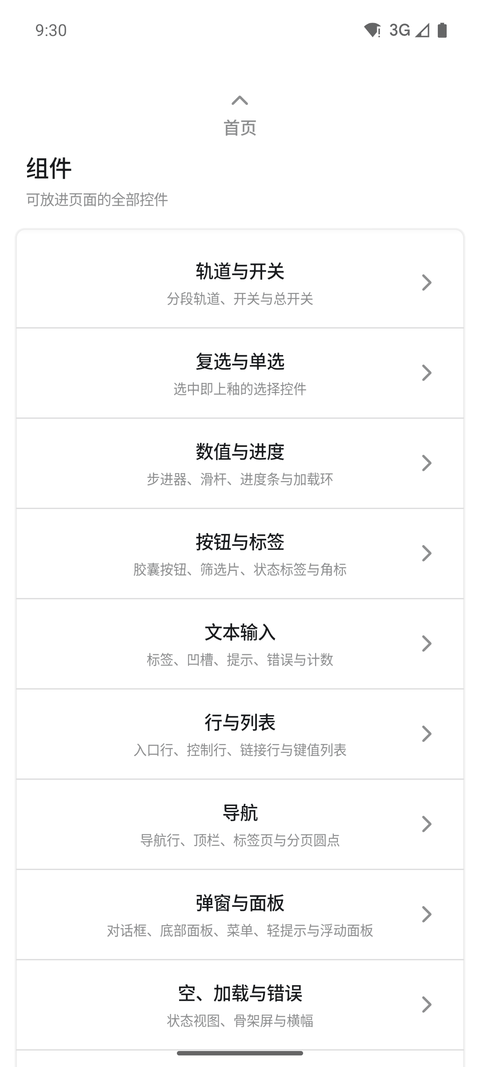 9:30
3G
首页
组件
可放进页面的全部控件
轨道与开关
分段轨道、开关与总开关
复选与单选
选中即上釉的选择控件
数值与进度
步进器、滑杆、进度条与加载环
按钮与标签
胶囊按钮、筛选片、状态标签与角标
文本输入
标签、凹槽、提示、错误与计数
行与列表
入口行、控制行、链接行与键值列表
导航
导航行、顶栏、标签页与分页圆点
弹窗与面板
对话框、底部面板、菜单、轻提示与浮动面板
空、加载与错误
状态视图、骨架屏与横幅